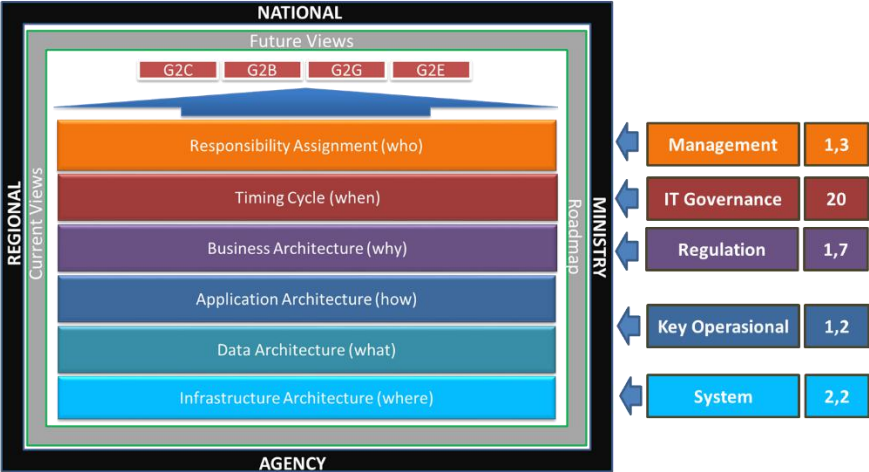 NATIONAL
Future Views
G2C G2B G2G G2E
REGIONAL
Current Views
Responsibility Assignment (who)
Timing Cycle (when)
Business Architecture (why)
Application Architecture (how)
Data Architecture (what)
Infrastructure Architecture (where)
Roadmap
MINISTRY
AGENCY
Management 1,3
IT Governance 20
Regulation 1,7
Key Operasional 1,2
System 2,2